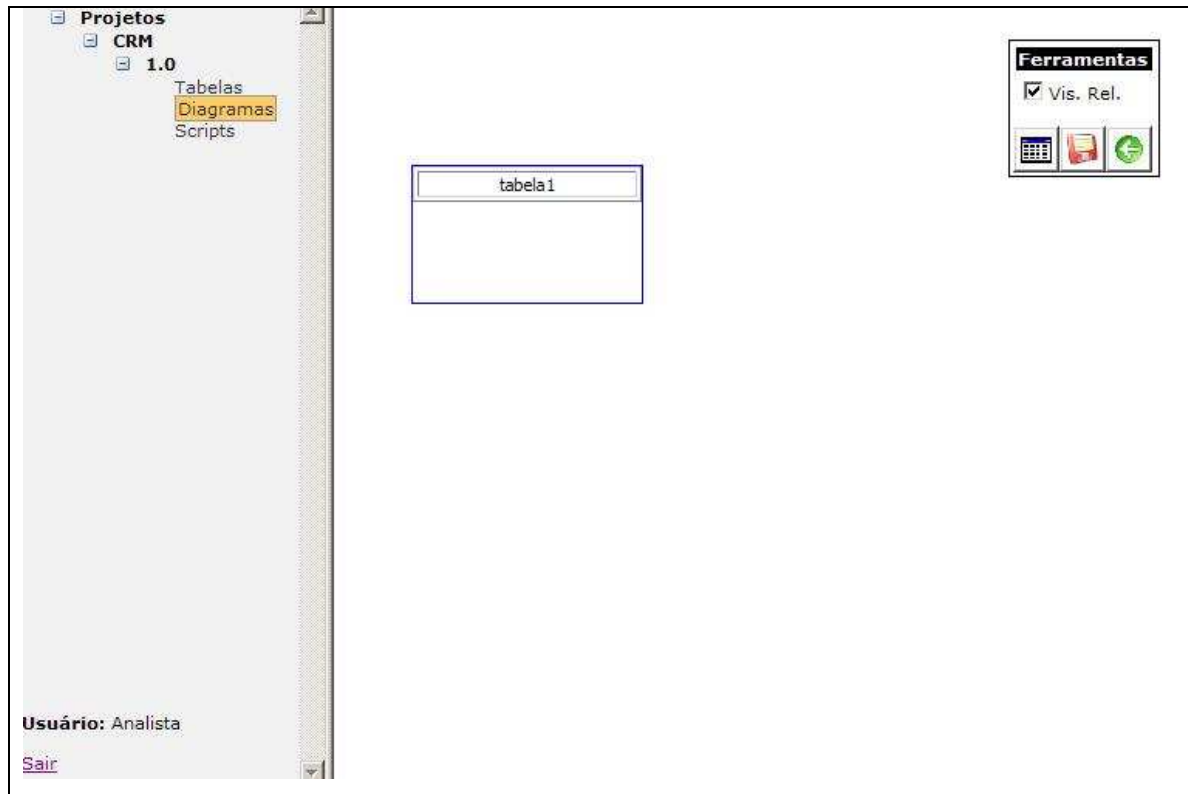 Projetos
CRM
1.0
Tabelas
Diagramas
Scripts
Usuário: Analista
Sair
tabela1
Ferramentas
Vis. Rel.